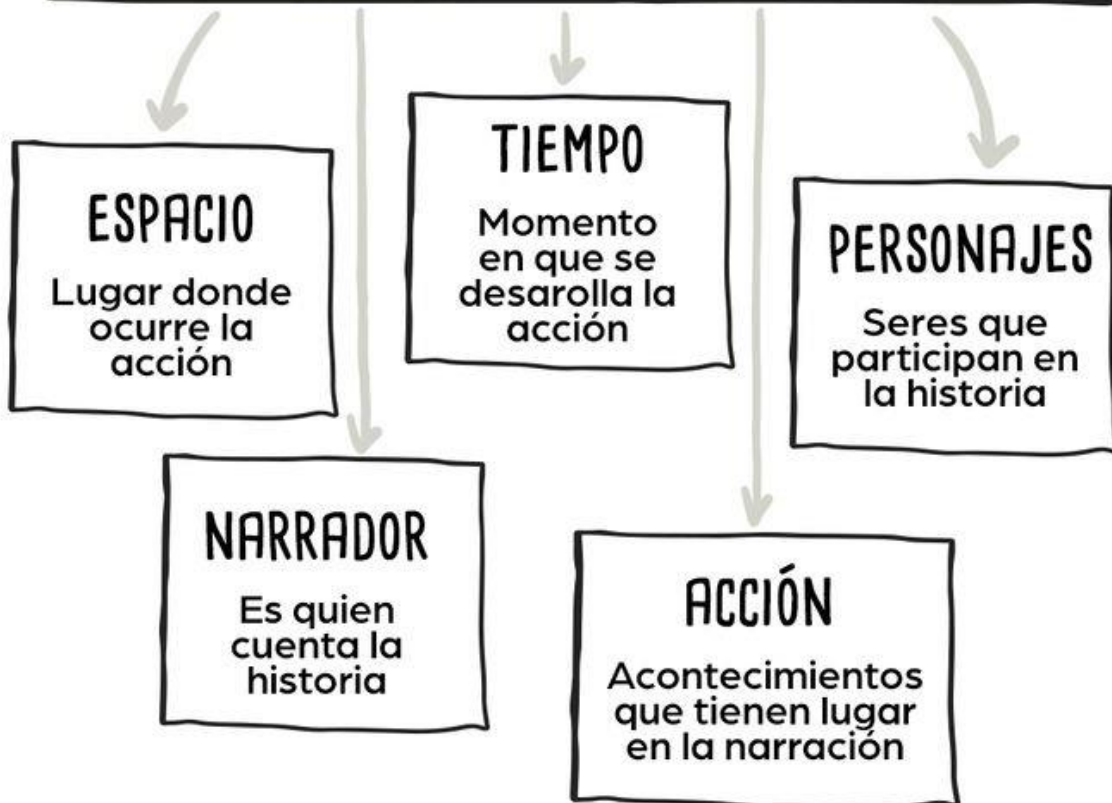 ESPACIO
Lugar donde
ocurre la
acción
TIEMPO
Momento
en que se
desarolla la
acción
PERSONAJES
Seres que
participan en
la historia
NARRADOR
Es quien
cuenta la
historia
ACCIÓN
Acontecimientos
que tienen lugar
en la narración